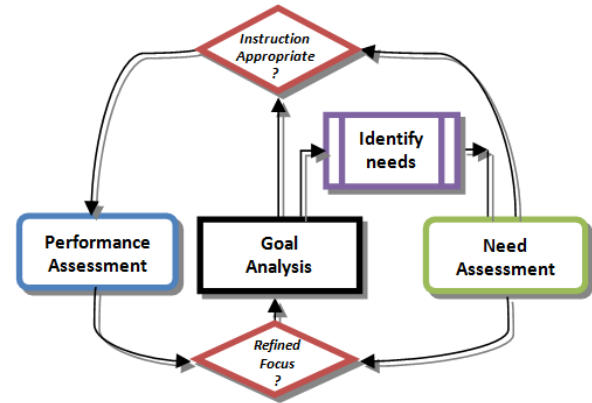 Instruction
Appropriate
?
Identify
needs
Performance
Assessment
Goal
Analysis
Need
Assessment
Refined
Focus
?